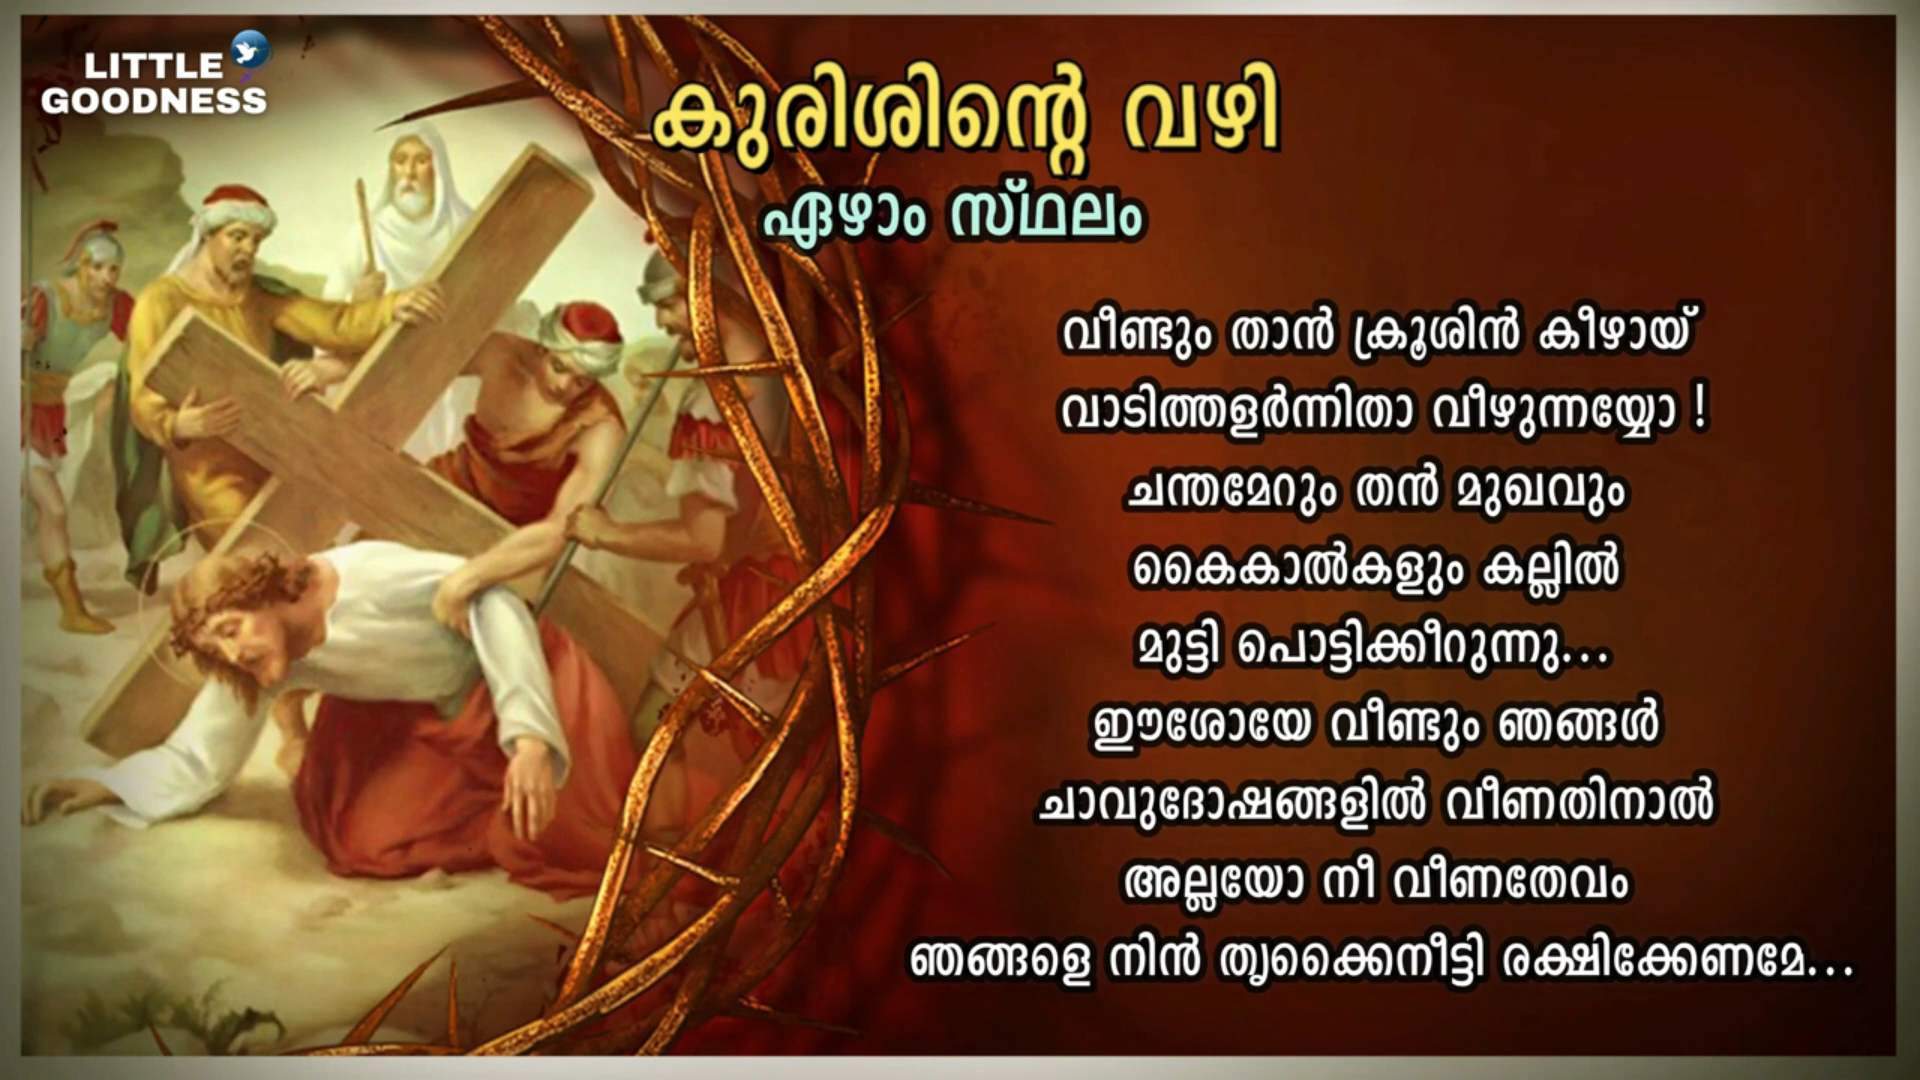 LITTLE
GOODNESS
കുരിശിന്റെ വഴി
ഏഴാം സ്ഥലം
വീണ്ടും താൻ ക്രൂശിൻ കീഴായ്
വാടിത്തളർന്നിതാ വീഴുന്നയ്യോ !
ചന്തമേറും തൻ മുഖവും
കൈകാൽകളും കല്ലിൽ
മുട്ടി പൊട്ടിക്കീറുന്നു...
ഈശോയേ വീണ്ടും ഞങ്ങൾ
ചാവുദോഷങ്ങളിൽ വീണതിനാൽ
അല്ലയോ നീ വീണതേവം
ഞങ്ങളെ നിൻ തൃക്കൈനീട്ടി രക്ഷിക്കേണമേ...